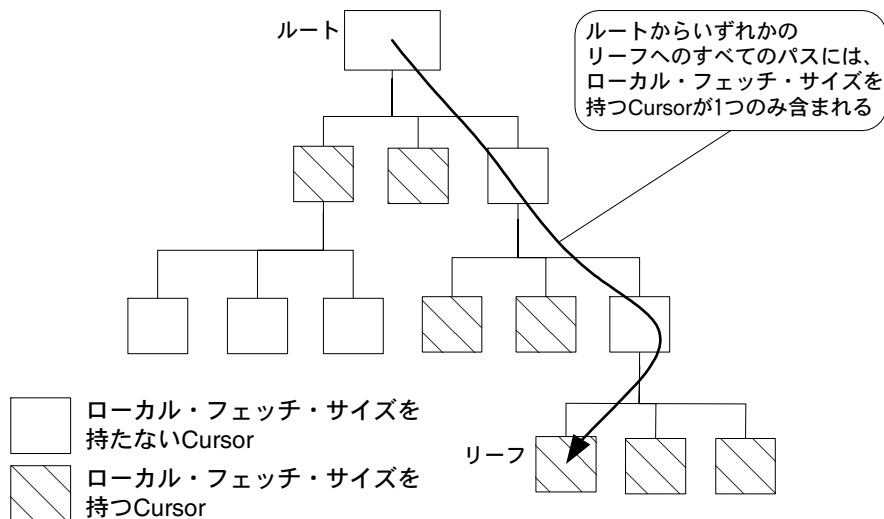 ルート
ルートからいずれかの
リーフへのすべてのパスには、
ローカル・フェッチ・サイズを
持つCursorが1つのみ含まれる
リーフ
ローカル・フェッチ・サイズを
持たないCursor
ローカル・フェッチ・サイズを
持つCursor